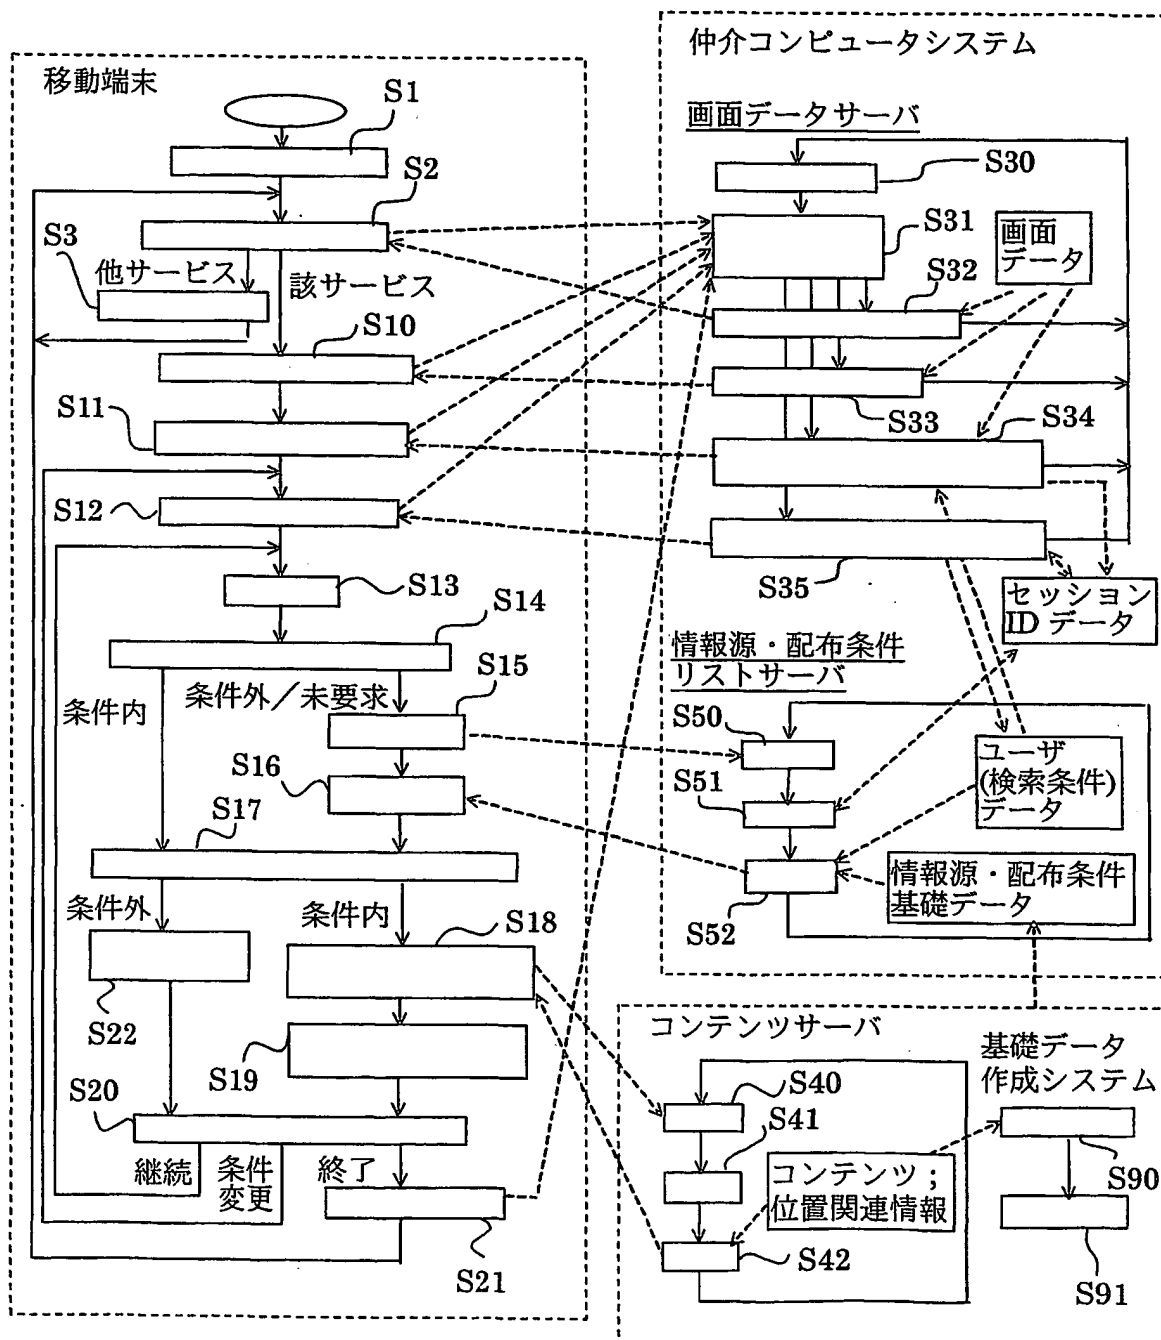 移動端末
S1
S2
S3
他サービス
該サービス
S10
S11
S12
S13
S14
条件内
条件外／未要求
S15
S16
S17
条件外
条件内
S18
S22
S19
S20
継続
条件
変更
終了
S21
仲介コンピュータシステム
画面データサーバ
S30
S31
画面
データ
S32
S33
S34
S35
セッション
IDデータ
情報源・配布条件
リストサーバ
S50
S51
ユーザ
(検索条件)
データ
情報源・配布条件
基礎データ
S52
コンテンツサーバ
S40
S41
コンテンツ；
位置関連情報
S42
基礎データ
作成システム
S90
S91